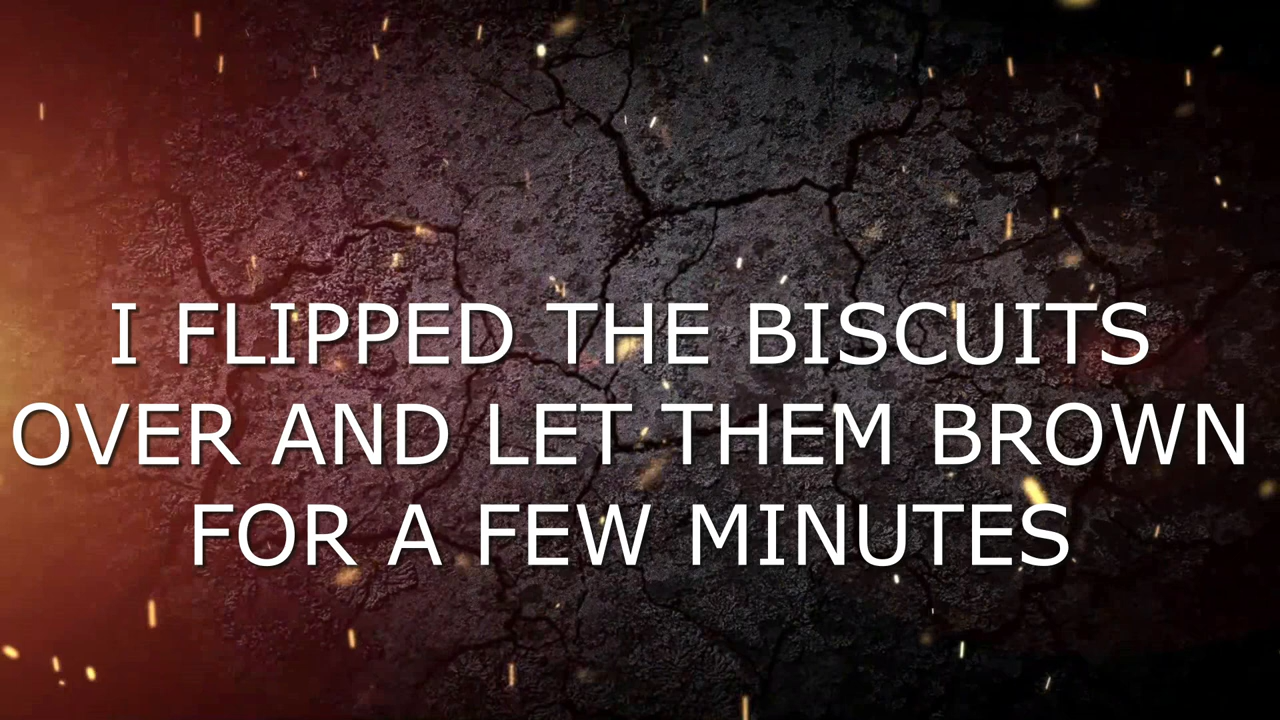 I FLIPPED THE BISCUITS
OVER AND LET THEM BROWN
FOR A FEW MINUTES